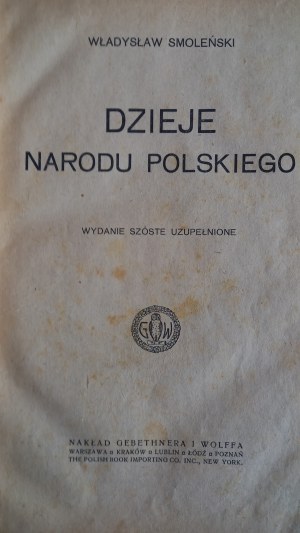 WŁADYSŁAW SMOLEŃSKI
DZIEJE
NARODU POLSKIEGO
WYDANIE SZÓSTE UZUPEŁNIONE
G W
NAKŁAD GEBETHNERA I WOLFFA
WARSZAWA ¤ KRAKÓW ¤ LUBLIN ¤ ŁÓDŹ ¤ POZNAŃ
THE POLISH BOOK IMPORTING CO. INC., NEW YORK.